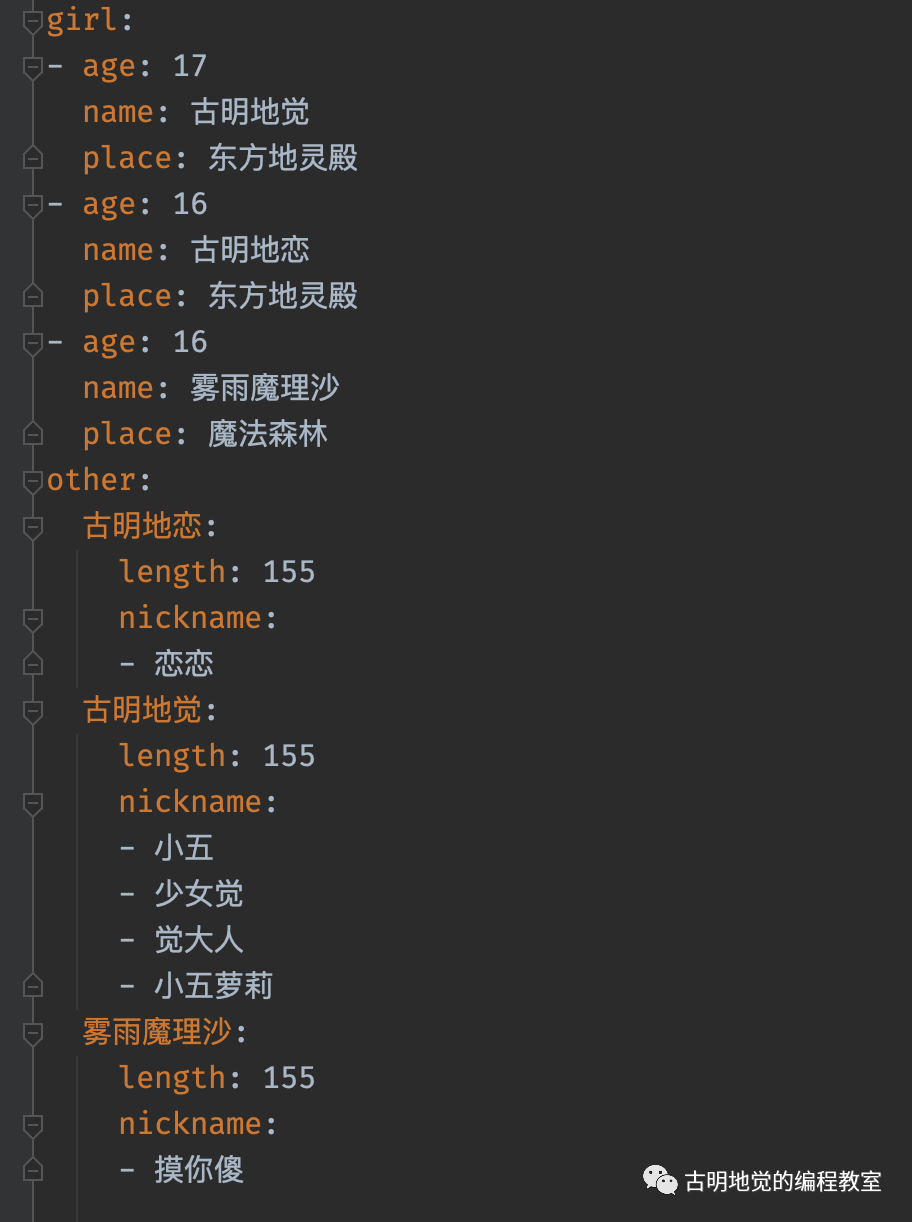 girl:
- age: 17
  name: 古明地觉
  place: 东方地灵殿
- age: 16
  name: 古明地恋
  place: 东方地灵殿
- age: 16
  name: 雾雨魔理沙
  place: 魔法森林
other:
  古明地恋:
    length: 155
    nickname:
    - 恋恋
  古明地觉:
    length: 155
    nickname:
    - 小五
    - 少女觉
    - 觉大人
    - 小五萝莉
  雾雨魔理沙:
    length: 155
    nickname:
    - 摸你傻
古明地觉的编程教室